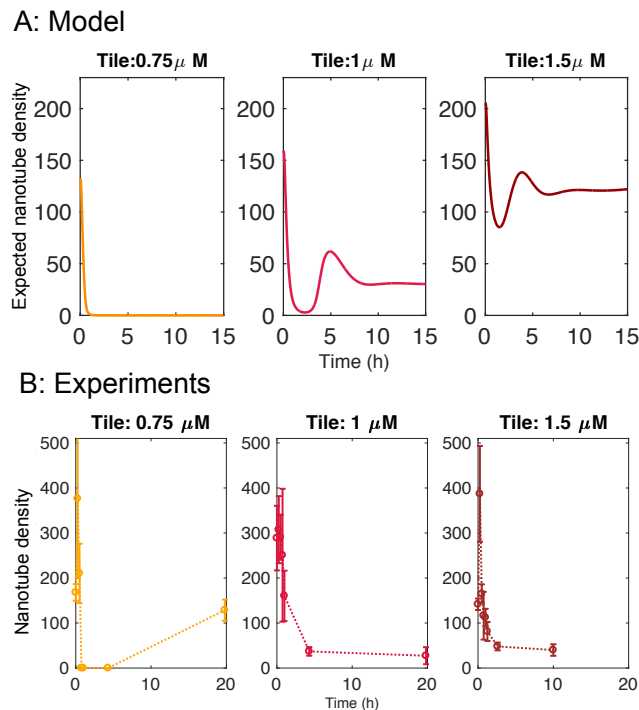 A: Model
Tile:0.75μ M
Tile:1μ M
Tile:1.5μ M
Expected nanotube density
200
150
100
50
0
0 5 10 15
200
150
100
50
0
0 5 10 15
200
150
100
50
0
0 5 10 15
Time (h)
B: Experiments
Tile: 0.75 μM
Tile: 1 μM
Tile: 1.5 μM
Nanotube density
500
400
300
200
100
0
0 10 20
500
400
300
200
100
0
0 10 20
500
400
300
200
100
0
0 10 20
Time (h)